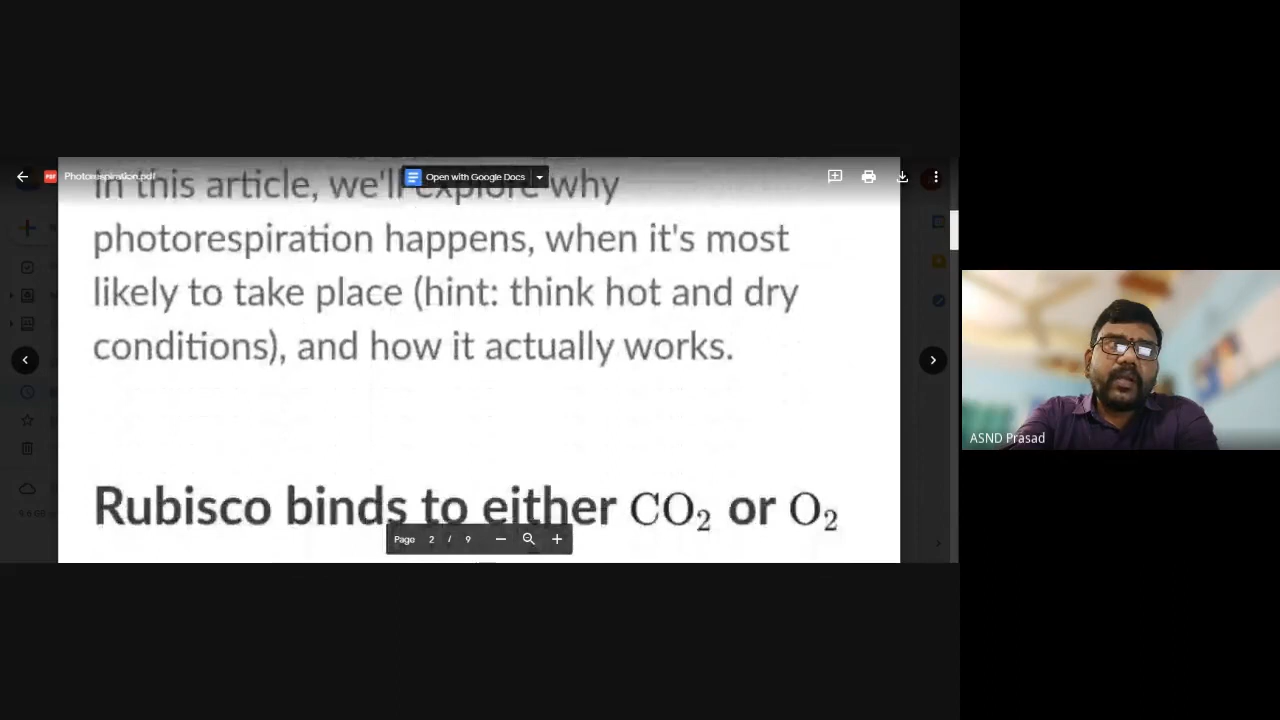 PDF Photorespiration.pdf
Open with Google Docs
In this article, we'll explore why
photorespiration happens, when it's most
likely to take place (hint: think hot and dry
conditions), and how it actually works.
Rubisco binds to either CO₂ or O₂
Page 2 / 9
ASND Prasad